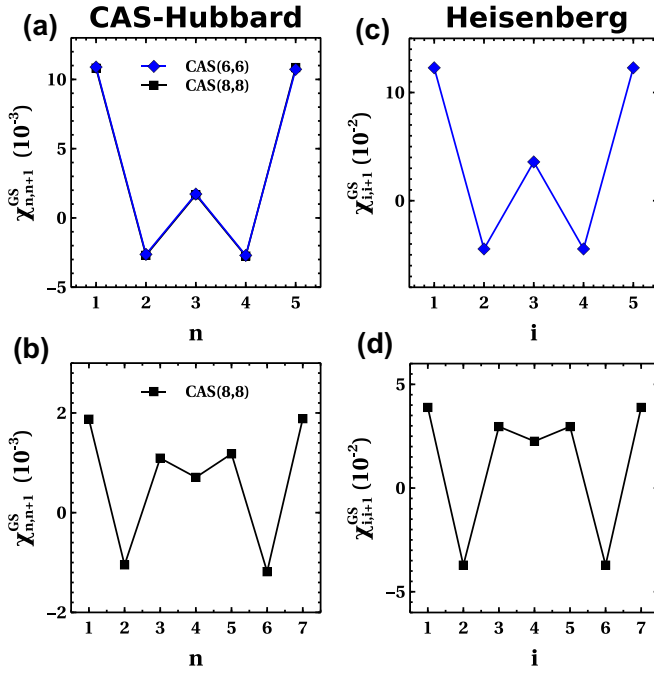 CAS-Hubbard
Heisenberg
(a)
CAS(6,6)
CAS(8,8)
10
5
0
−5
χ^GS_n,n+1 (10^-3)
1 2 3 4 5
n
(c)
10
0
χ^GS_i,i+1 (10^-2)
1 2 3 4 5
i
(b)
CAS(8,8)
2
0
−2
χ^GS_n,n+1 (10^-3)
1 2 3 4 5 6 7
n
(d)
5
0
−5
χ^GS_i,i+1 (10^-2)
1 2 3 4 5 6 7
i